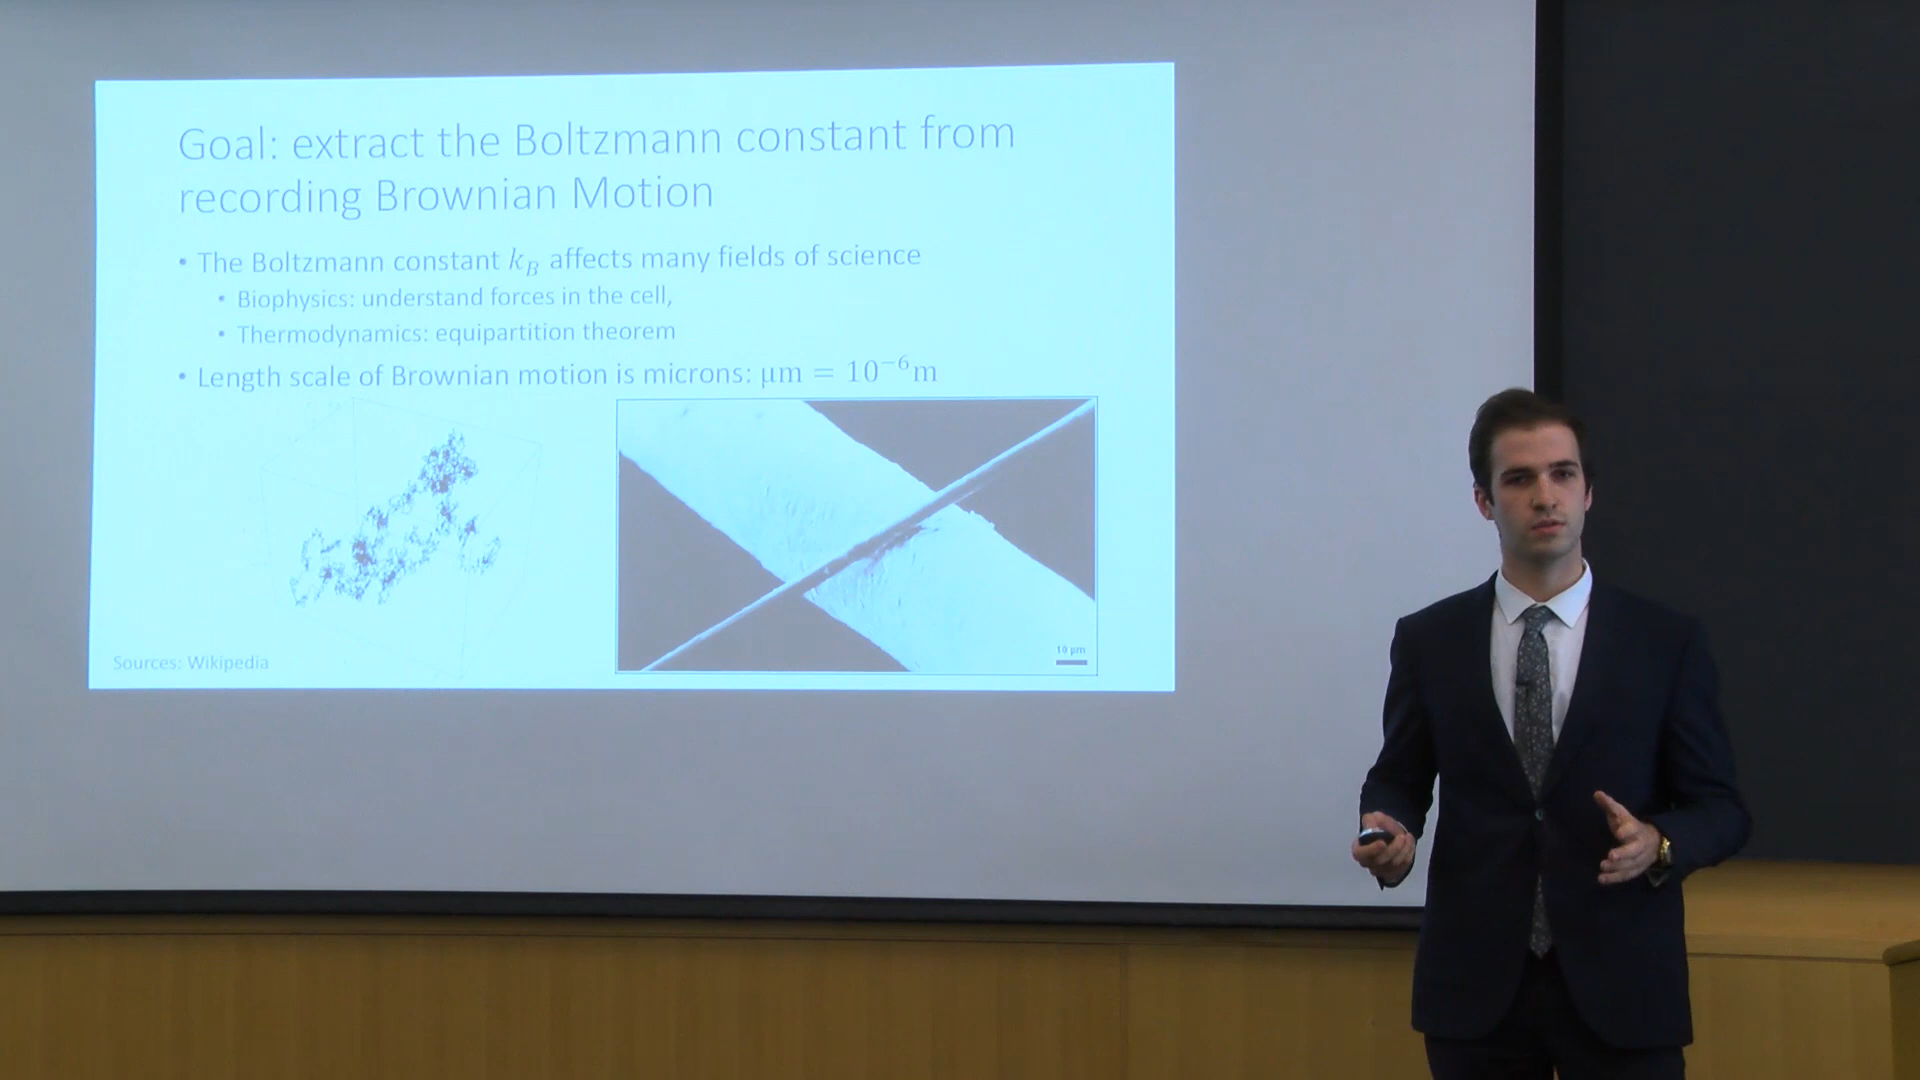 Goal: extract the Boltzmann constant from
recording Brownian Motion
• The Boltzmann constant k_B affects many fields of science
• Biophysics: understand forces in the cell,
• Thermodynamics: equipartition theorem
• Length scale of Brownian motion is microns: μm = 10⁻⁶m
10 μm
Sources: Wikipedia